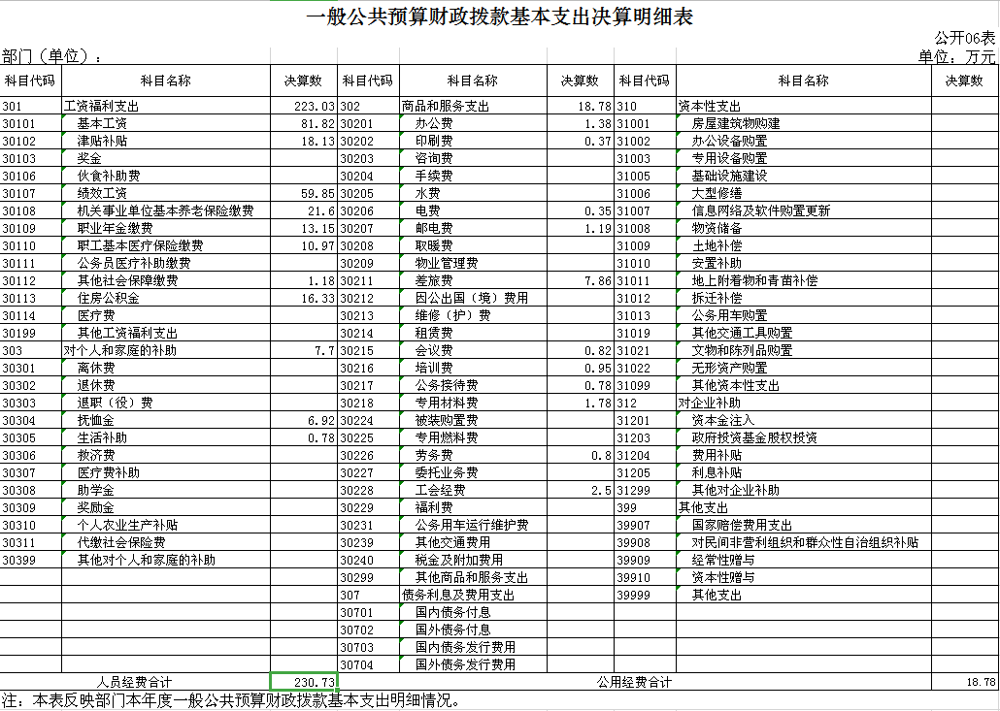 一般公共预算财政拨款基本支出决算明细表
公开06表
部门（单位）： 单位：万元
科目代码 科目名称 决算数 科目代码 科目名称 决算数 科目代码 科目名称 决算数
301 工资福利支出 223.03 302 商品和服务支出 18.78 310 资本性支出
30101 基本工资 81.82 30201 办公费 1.38 31001 房屋建筑物购建
30102 津贴补贴 18.13 30202 印刷费 0.37 31002 办公设备购置
30103 奖金 30203 咨询费 31003 专用设备购置
30106 伙食补助费 30204 手续费 31005 基础设施建设
30107 绩效工资 59.85 30205 水费 31006 大型修缮
30108 机关事业单位基本养老保险缴费 21.6 30206 电费 0.35 31007 信息网络及软件购置更新
30109 职业年金缴费 13.15 30207 邮电费 1.19 31008 物资储备
30110 职工基本医疗保险缴费 10.97 30208 取暖费 31009 土地补偿
30111 公务员医疗补助缴费 30209 物业管理费 31010 安置补助
30112 其他社会保障缴费 1.18 30211 差旅费 7.86 31011 地上附着物和青苗补偿
30113 住房公积金 16.33 30212 因公出国（境）费用 31012 拆迁补偿
30114 医疗费 30213 维修（护）费 31013 公务用车购置
30199 其他工资福利支出 30214 租赁费 31019 其他交通工具购置
303 对个人和家庭的补助 7.7 30215 会议费 0.82 31021 文物和陈列品购置
30301 离休费 30216 培训费 0.95 31022 无形资产购置
30302 退休费 30217 公务接待费 0.78 31099 其他资本性支出
30303 退职（役）费 30218 专用材料费 1.78 312 对企业补助
30304 抚恤金 6.92 30224 被装购置费 31201 资本金注入
30305 生活补助 0.78 30225 专用燃料费 31203 政府投资基金股权投资
30306 救济费 30226 劳务费 0.8 31204 费用补贴
30307 医疗费补助 30227 委托业务费 31205 利息补贴
30308 助学金 30228 工会经费 2.5 31299 其他对企业补助
30309 奖励金 30229 福利费 399 其他支出
30310 个人农业生产补贴 30231 公务用车运行维护费 39907 国家赔偿费用支出
30311 代缴社会保险费 30239 其他交通费用 39908 对民间非营利组织和群众性自治组织补贴
30399 其他对个人和家庭的补助 30240 税金及附加费用 39909 经常性赠与
30299 其他商品和服务支出 39910 资本性赠与
307 债务利息及费用支出 39999 其他支出
30701 国内债务付息
30702 国外债务付息
30703 国内债务发行费用
30704 国外债务发行费用
人员经费合计 230.73 公用经费合计 18.78
注：本表反映部门本年度一般公共预算财政拨款基本支出明细情况。